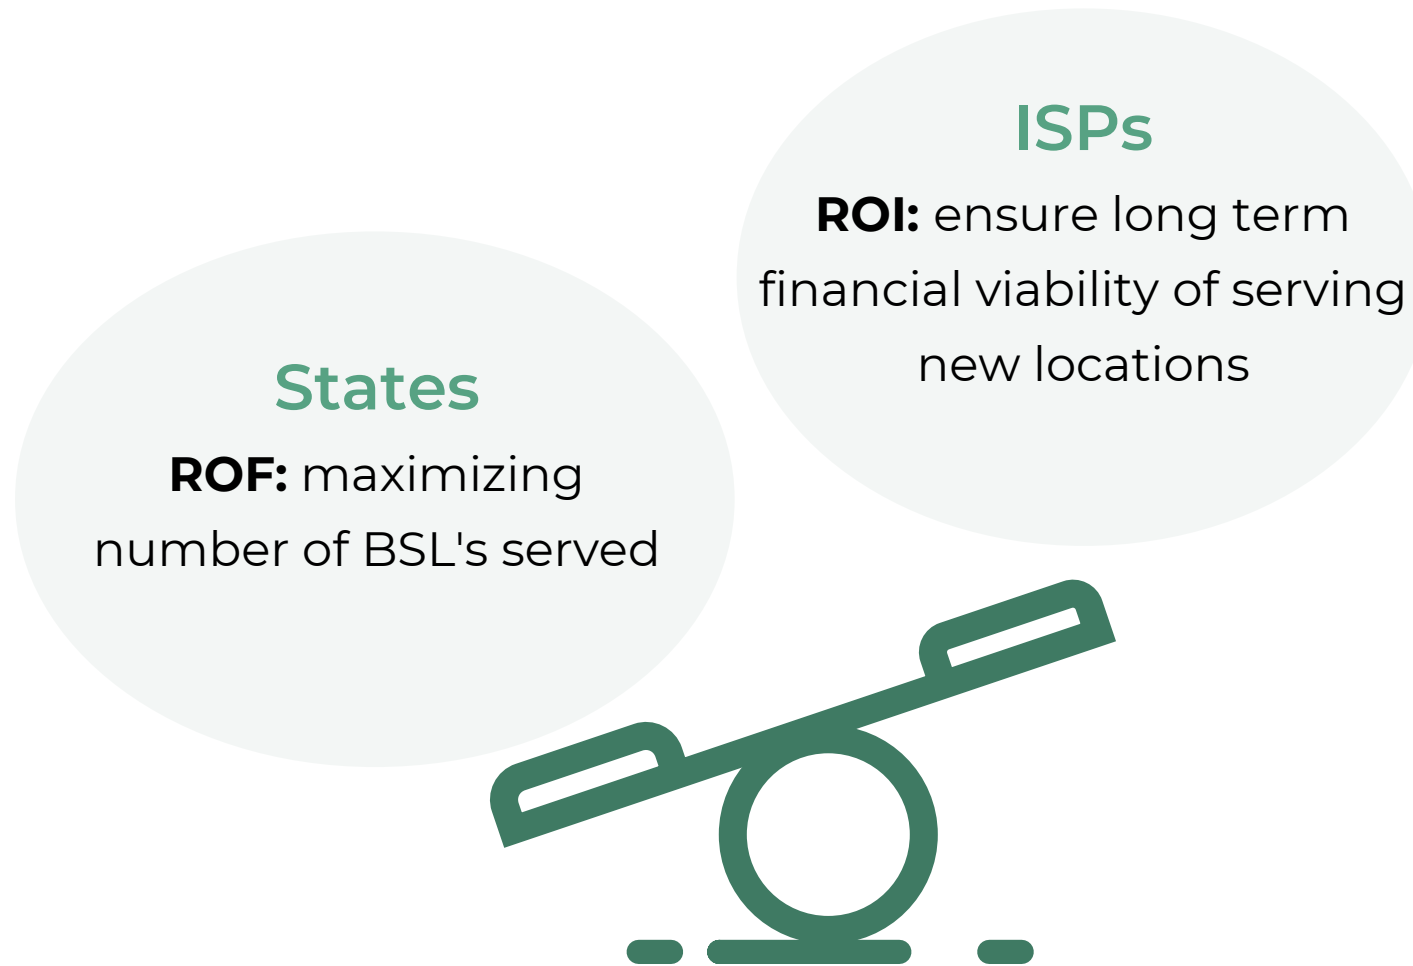 States
ROF: maximizing
number of BSL's served
ISPs
ROI: ensure long term
financial viability of serving
new locations